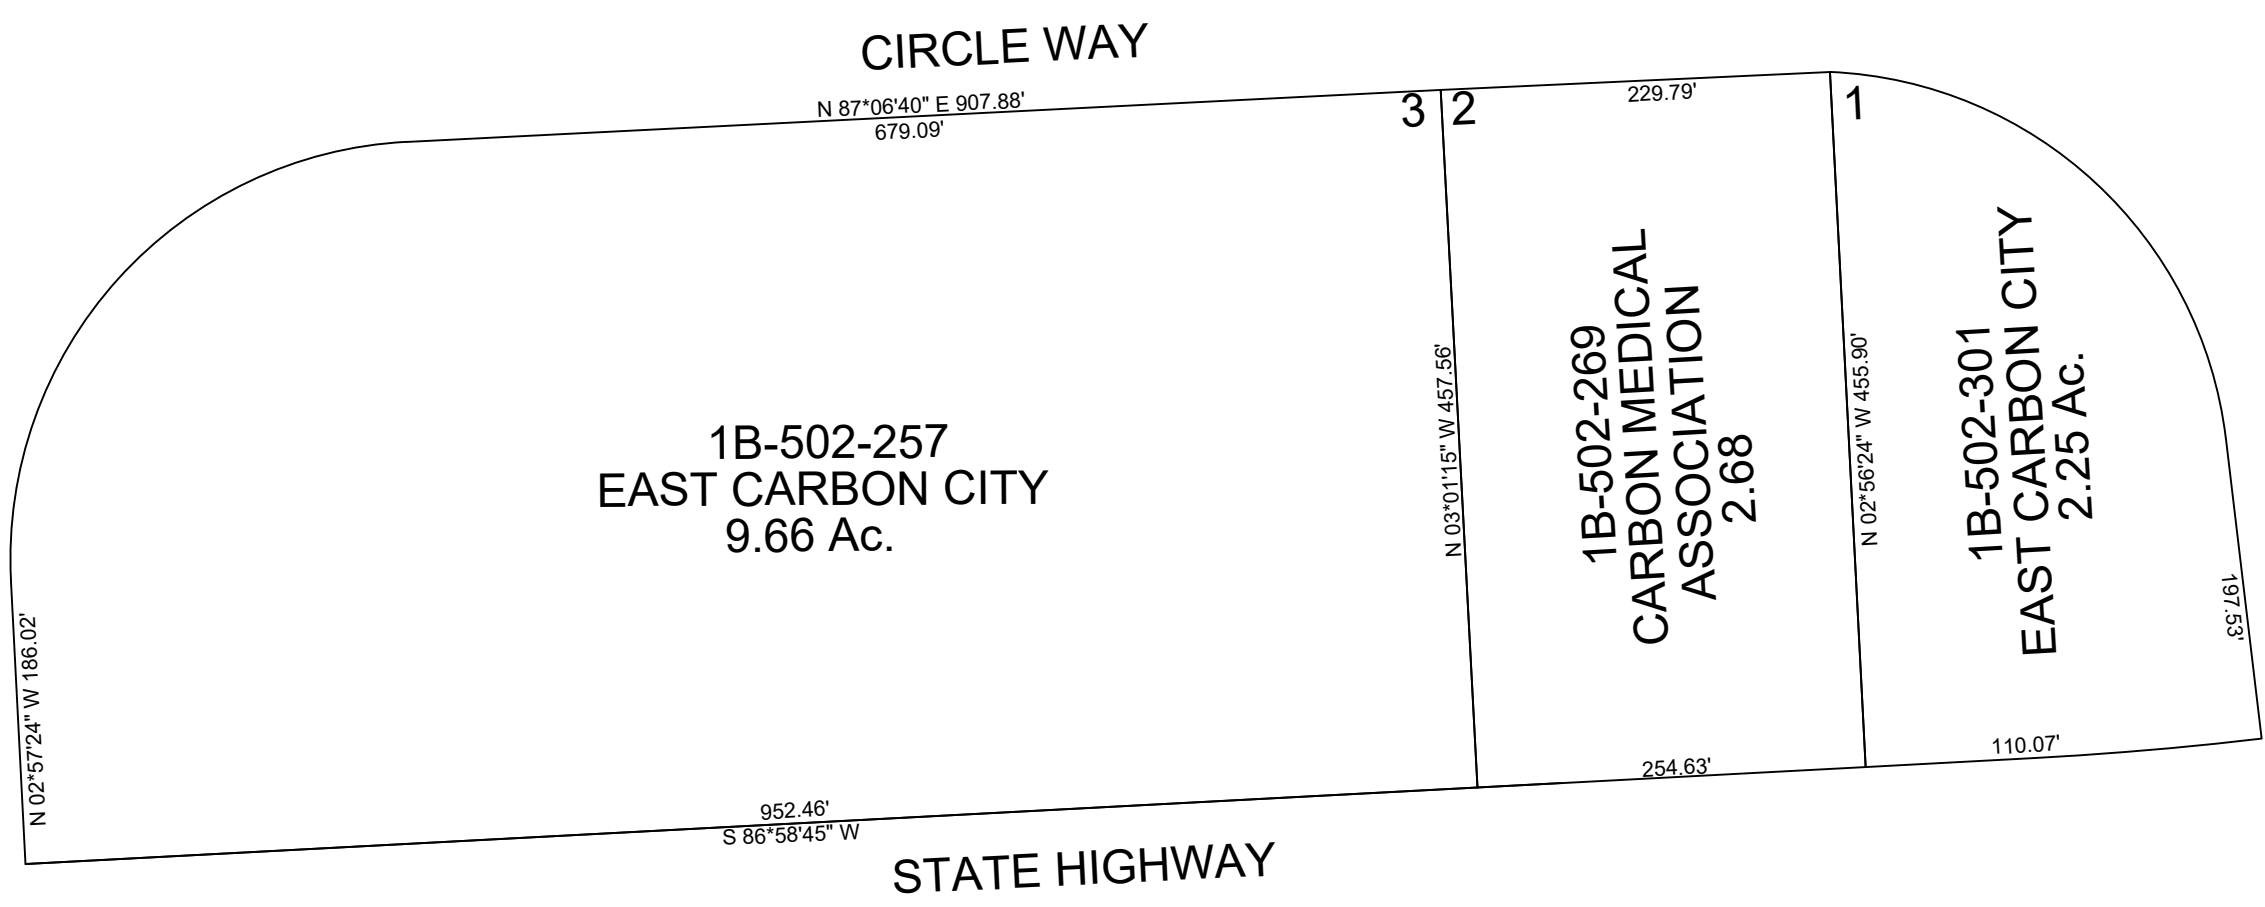 CIRCLE WAY
N 87*06'40" E 907.88'
679.09'
3
2
229.79'
1
1B-502-257
EAST CARBON CITY
9.66 Ac.
N 03*01'15" W 457.56'
1B-502-269
CARBON MEDICAL
ASSOCIATION
2.68
N 02*56'24" W 455.90'
1B-502-301
EAST CARBON CITY
2.25 Ac.
197.53'
N 02*57'24" W 186.02'
952.46'
S 86*58'45" W
254.63'
110.07'
STATE HIGHWAY